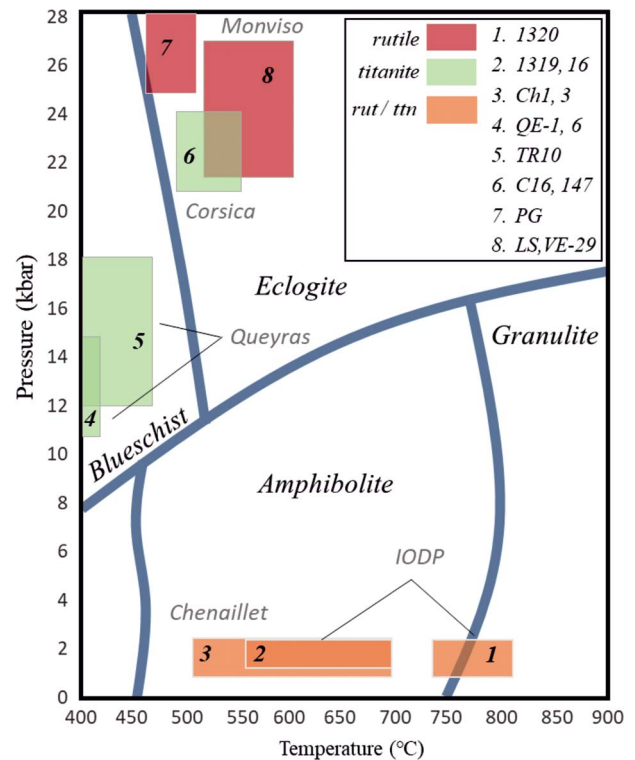 Monviso
rutile
titanite
rut / ttn
1. 1320
2. 1319, 16
3. Ch1, 3
4. QE-1, 6
5. TR10
6. C16, 147
7. PG
8. LS,VE-29
7
8
6
Corsica
Eclogite
Granulite
5
Queyras
4
Blueschist
Amphibolite
IODP
Chenaillet
3
2
1
Pressure (kbar)
28
26
24
22
20
18
16
14
12
10
8
6
4
2
0
400 450 500 550 600 700 750 800 850 900
Temperature (°C)